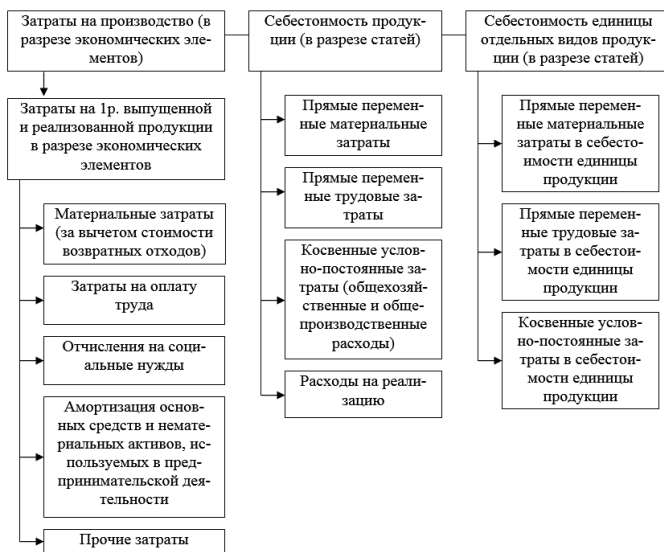 Затраты на производство (в
разрезе экономических эле-
ментов)
Затраты на 1р. выпущенной
и реализованной продукции
в разрезе экономических
элементов
Материальные затраты
(за вычетом стоимости
возвратных отходов)
Затраты на оплату
труда
Отчисления на соци-
альные нужды
Амортизация основ-
ных средств и немате-
риальных активов, ис-
пользуемых в пред-
принимательской дея-
тельности
Прочие затраты
Себестоимость продук-
ции (в разрезе статей)
Прямые перемен-
ные материальные
затраты
Прямые перемен-
ные трудовые за-
траты
Косвенные услов-
но-постоянные за-
траты (общехозяй-
ственные и обще-
производственные
расходы)
Расходы на реали-
зацию
Себестоимость единицы
отдельных видов продук-
ции (в разрезе статей)
Прямые перемен-
ные материальные
затраты в себесто-
имости единицы
продукции
Прямые перемен-
ные трудовые за-
траты в себестои-
мости единицы
продукции
Косвенные услов-
но-постоянные за-
траты в себестои-
мости единицы
продукции